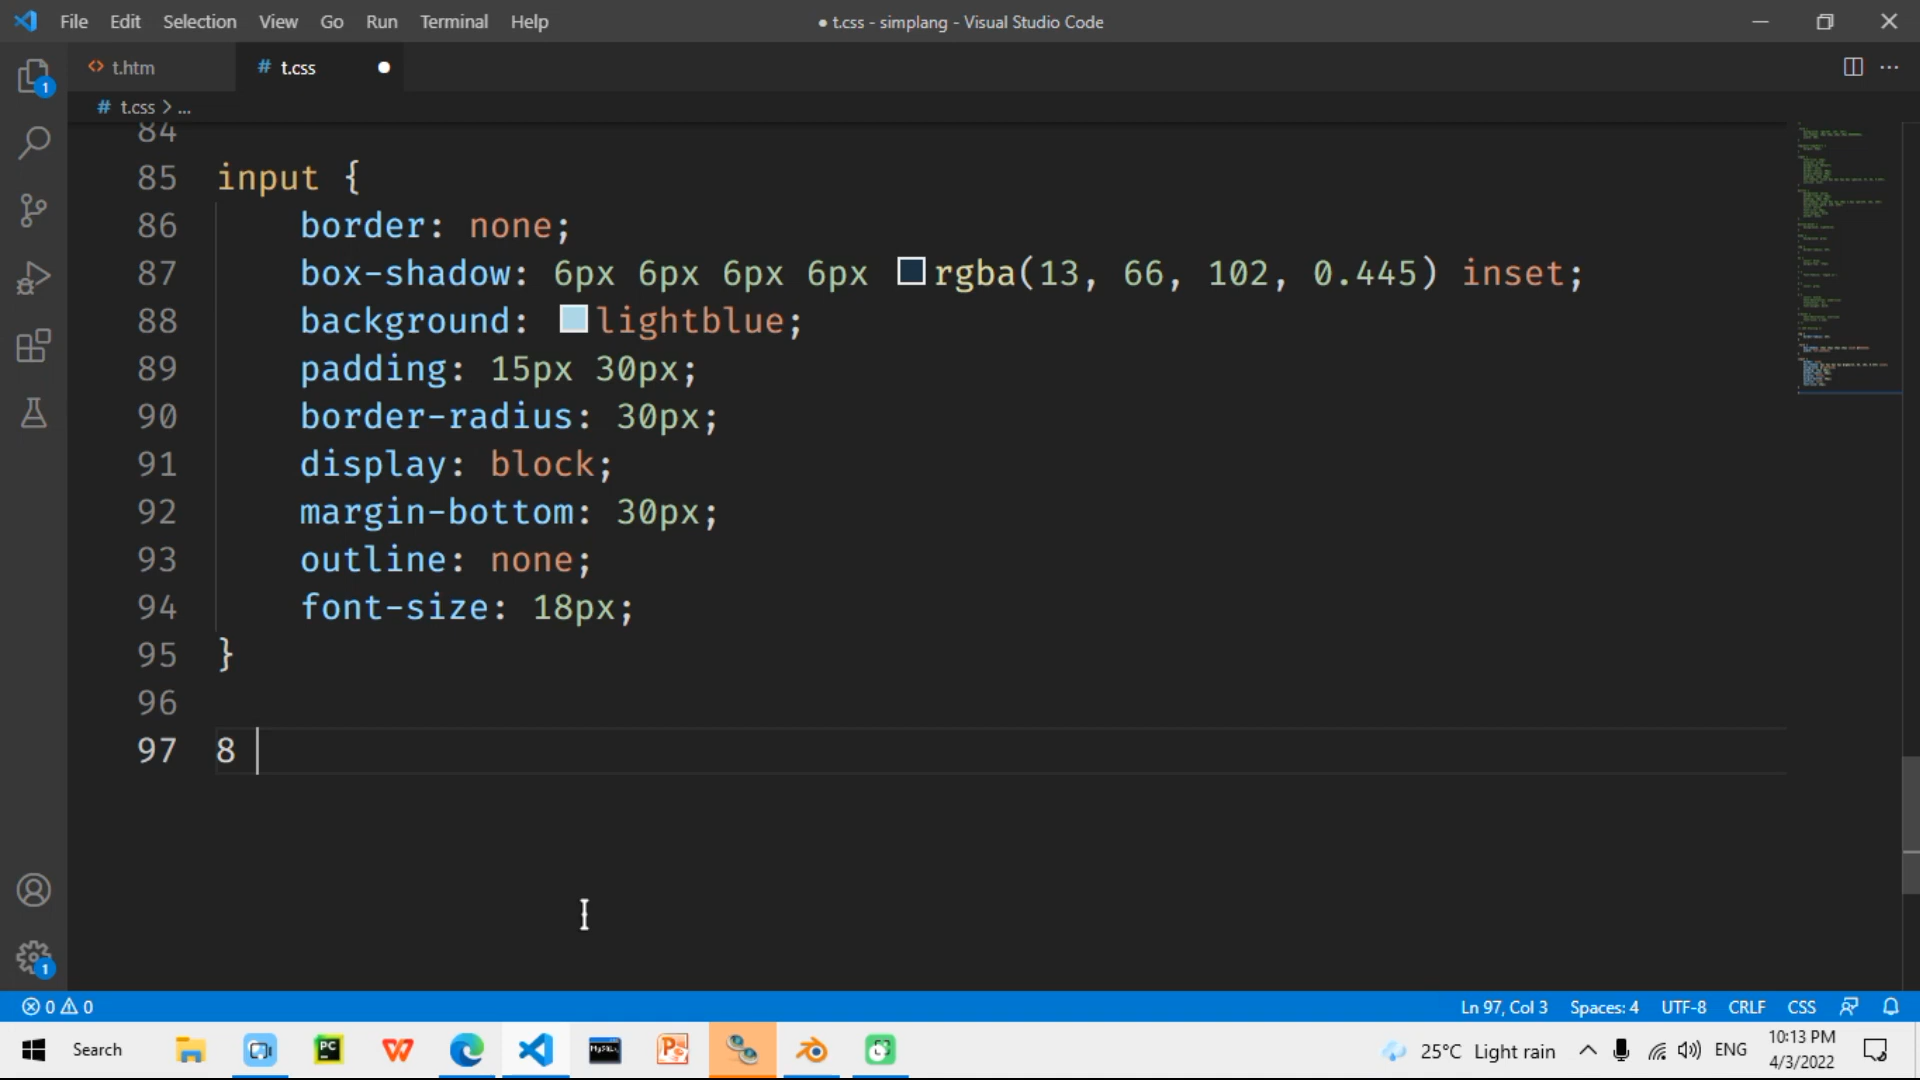 File Edit Selection View Go Run Terminal Help
● t.css - simplang - Visual Studio Code
<> t.htm
# t.css ●
# t.css > ...
84
85 input {
86     border: none;
87     box-shadow: 6px 6px 6px 6px rgba(13, 66, 102, 0.445) inset;
88     background: lightblue;
89     padding: 15px 30px;
90     border-radius: 30px;
91     display: block;
92     margin-bottom: 30px;
93     outline: none;
94     font-size: 18px;
95 }
96
97 8
1
1
0 0
Ln 97, Col 3 Spaces: 4 UTF-8 CRLF CSS
Search
PC
W
MySQL
P
25°C Light rain
ENG
10:13 PM
4/3/2022